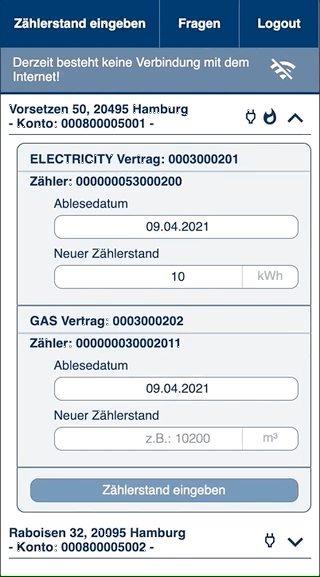 Zählerstand eingeben Fragen Logout
Derzeit besteht keine Verbindung mit dem
Internet!
Vorsetzen 50, 20495 Hamburg
- Konto: 000800005001 -
ELECTRICITY Vertrag: 0003000201
Zähler: 000000053000200
Ablesedatum
09.04.2021
Neuer Zählerstand
10 kWh
GAS Vertrag: 0003000202
Zähler: 000000030002011
Ablesedatum
09.04.2021
Neuer Zählerstand
z.B.: 10200 m³
Zählerstand eingeben
Raboisen 32, 20095 Hamburg
- Konto: 000800005002 -